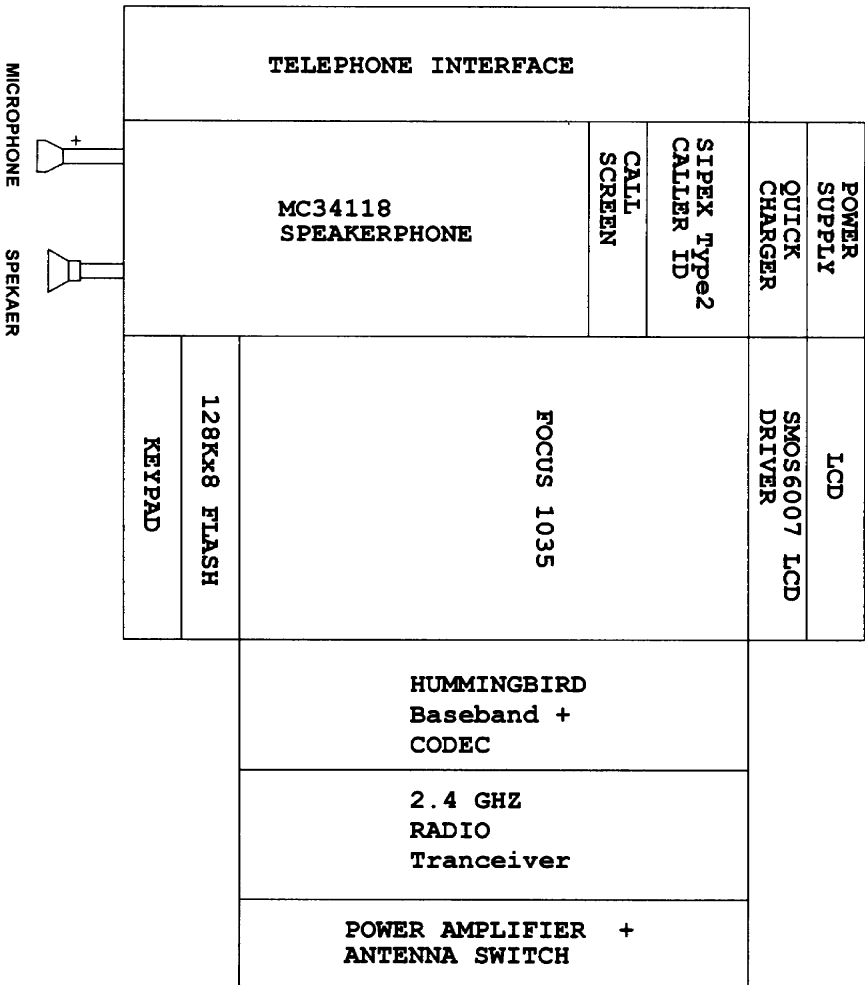 TELEPHONE INTERFACE
MICROPHONE
+
SPEKAER
MC34118
SPEAKERPHONE
CALL
SCREEN
SIPEX Type2
CALLER ID
QUICK
CHARGER
POWER
SUPPLY
KEYPAD
128Kx8 FLASH
FOCUS 1035
SMOS6007 LCD
DRIVER
LCD
HUMMINGBIRD
Baseband +
CODEC
2.4 GHZ
RADIO
Tranceiver
POWER AMPLIFIER +
ANTENNA SWITCH